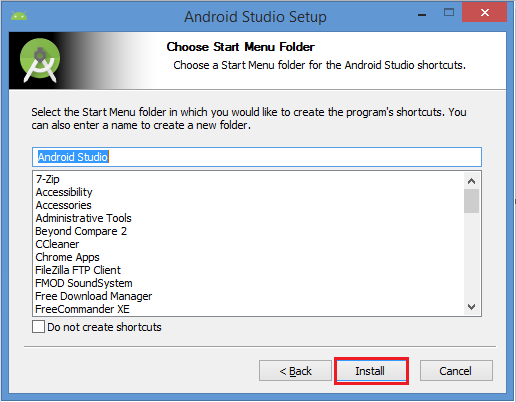 Android Studio Setup
Choose Start Menu Folder
Choose a Start Menu folder for the Android Studio shortcuts.
Select the Start Menu folder in which you would like to create the program's shortcuts. You
can also enter a name to create a new folder.
Android Studio
7-Zip
Accessibility
Accessories
Administrative Tools
Beyond Compare 2
CCleaner
Chrome Apps
FileZilla FTP Client
FMOD SoundSystem
Free Download Manager
FreeCommander XE
Do not create shortcuts
< Back
Install
Cancel